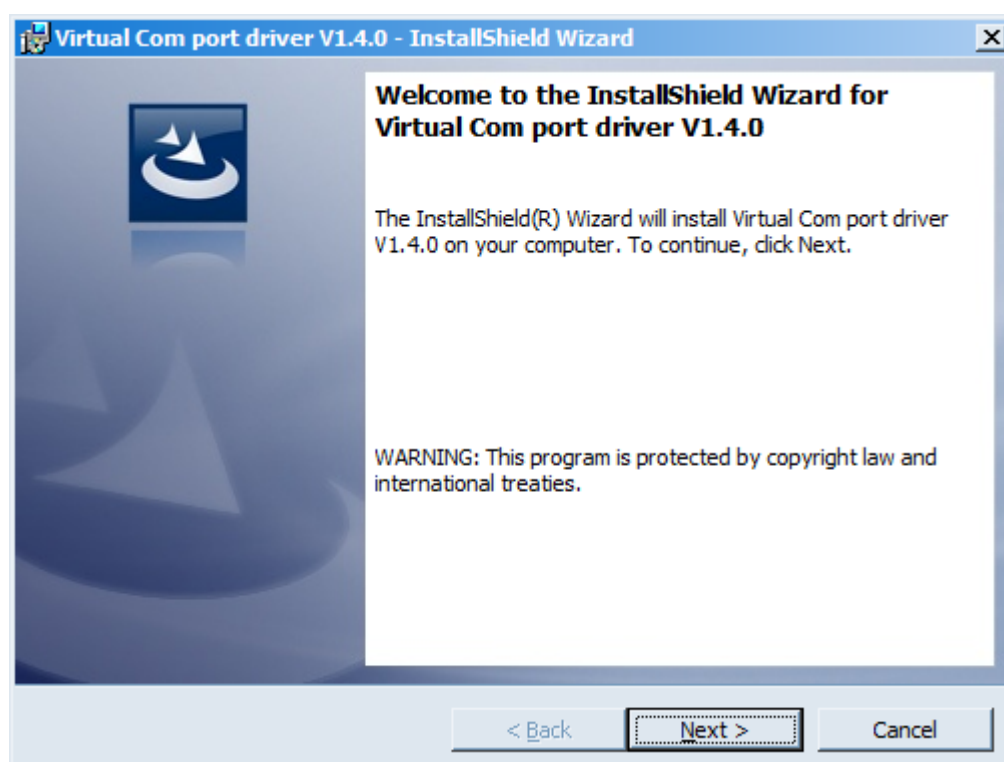 Virtual Com port driver V1.4.0 - InstallShield Wizard
Welcome to the InstallShield Wizard for
Virtual Com port driver V1.4.0
The InstallShield(R) Wizard will install Virtual Com port driver
V1.4.0 on your computer. To continue, click Next.
WARNING: This program is protected by copyright law and
international treaties.
< Back
Next >
Cancel